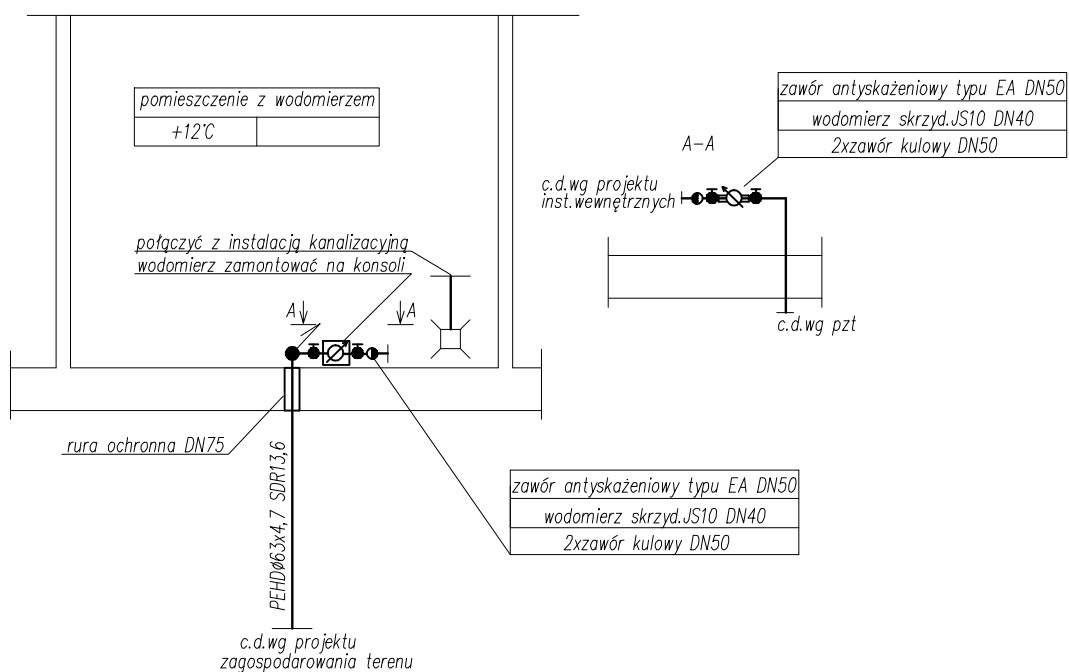 pomieszczenie z wodomierzem
+12°C
zawór antyskażeniowy typu EA DN50
wodomierz skrzyd.JS10 DN40
2xzawór kulowy DN50
A-A
c.d.wg projektu
inst.wewnętrznych
c.d.wg pzt
połączyć z instalacją kanalizacyjną
wodomierz zamontować na konsoli
A
A
rura ochronna DN75
PEHDø63x4,7 SDR13,6
zawór antyskażeniowy typu EA DN50
wodomierz skrzyd.JS10 DN40
2xzawór kulowy DN50
c.d.wg projektu
zagospodarowania terenu